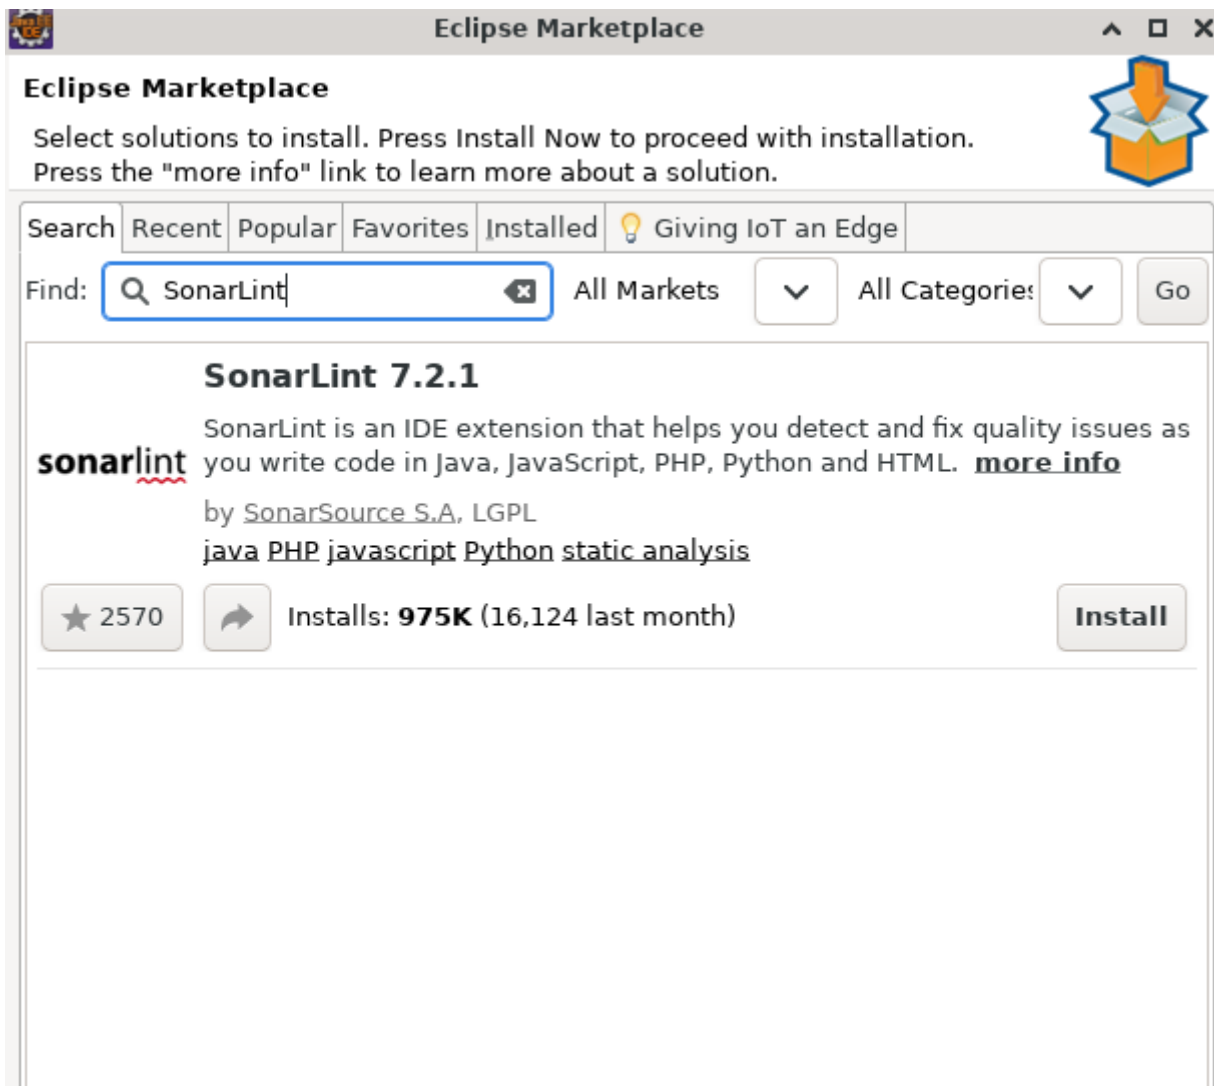 Eclipse Marketplace
Eclipse Marketplace
Select solutions to install. Press Install Now to proceed with installation.
Press the "more info" link to learn more about a solution.
Search Recent Popular Favorites Installed Giving IoT an Edge
Find: SonarLint All Markets All Categories Go
SonarLint 7.2.1
SonarLint is an IDE extension that helps you detect and fix quality issues as
sonarlint you write code in Java, JavaScript, PHP, Python and HTML. more info
by SonarSource S.A, LGPL
java PHP javascript Python static analysis
2570 Installs: 975K (16,124 last month) Install